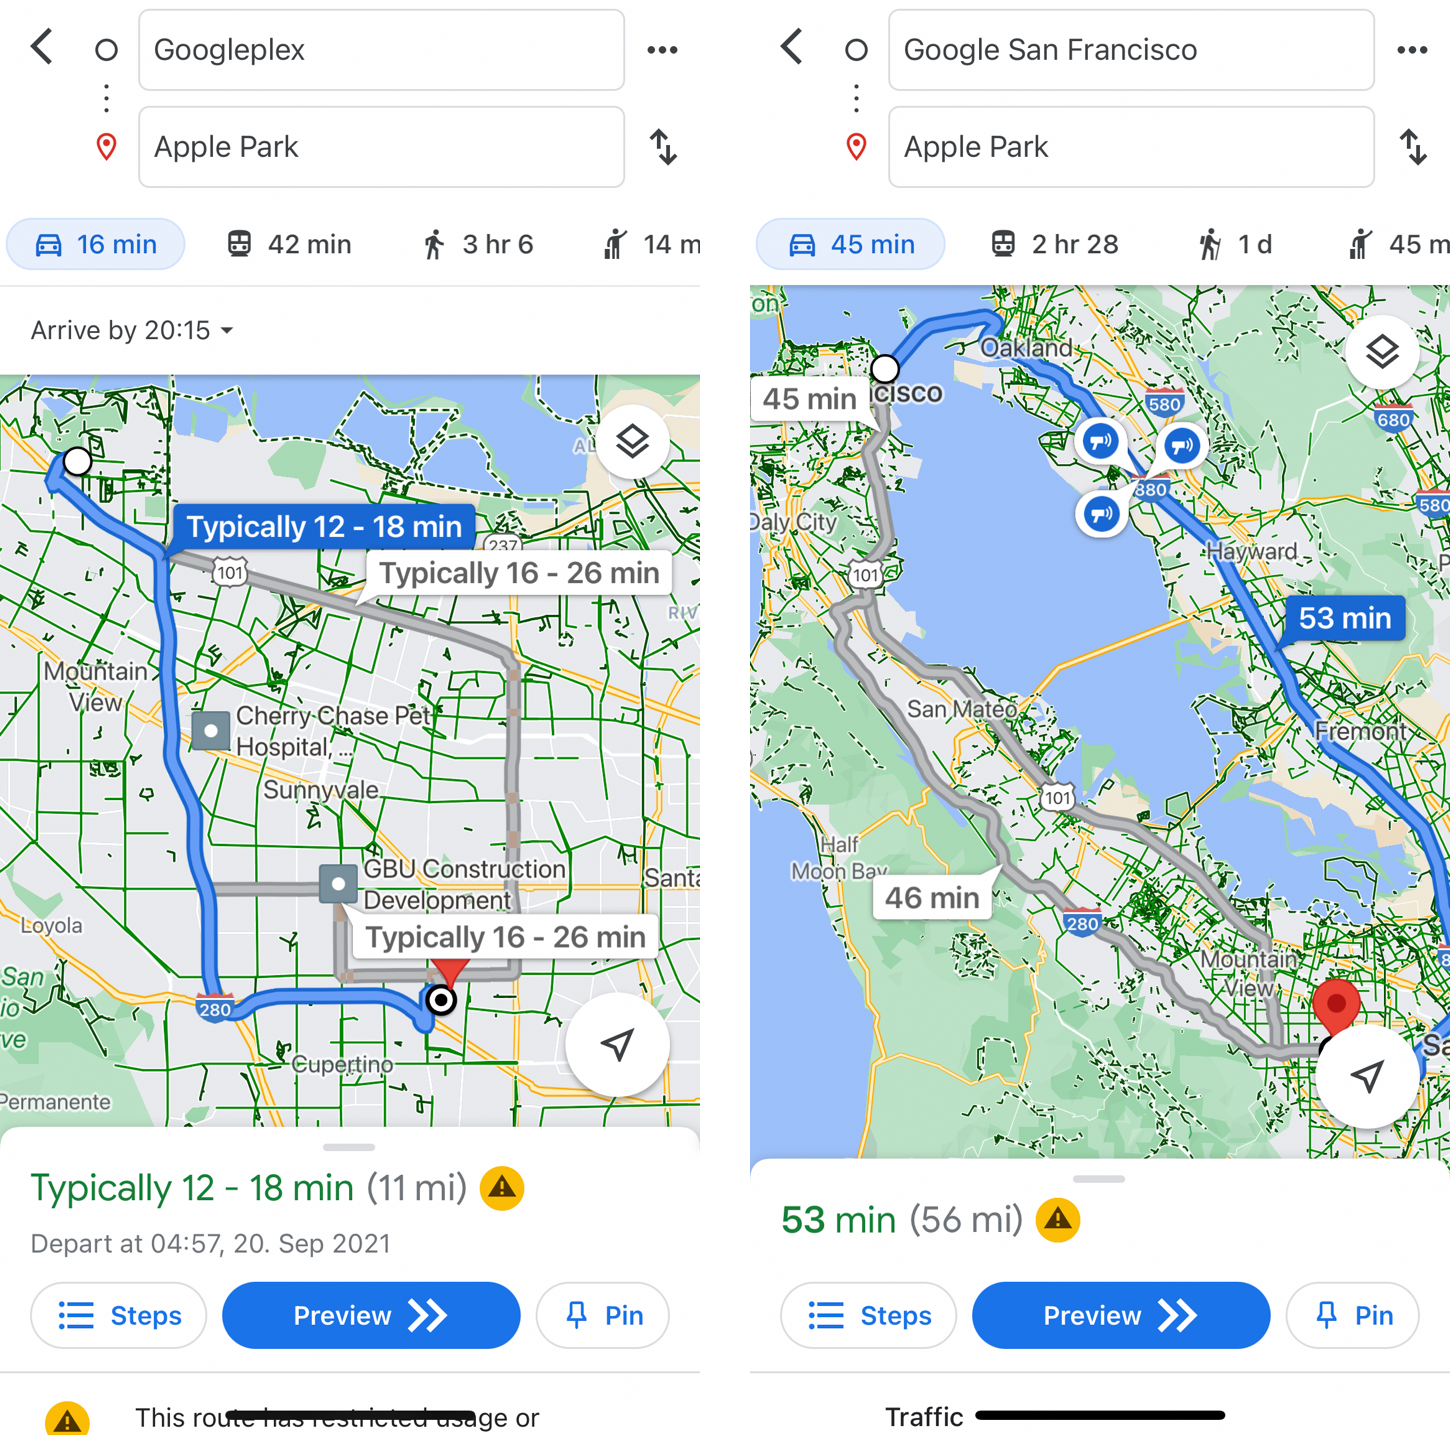 Googleplex
Apple Park
16 min
42 min
3 hr 6
14 m
Arrive by 20:15
Typically 12 - 18 min
237
101
Typically 16 - 26 min
RIV
Mountain
View
Cherry Chase Pet
Hospital, ...
Sunnyvale
GBU Construction
Development
Santa
Loyola
Typically 16 - 26 min
San
io
ve
280
Cupertino
Permanente
Typically 12 - 18 min (11 mi)
Depart at 04:57, 20. Sep 2021
Steps
Preview
Pin
This route has restricted usage or
Google San Francisco
Apple Park
45 min
2 hr 28
1 d
45 m
on
Oakland
cisco
45 min
580
680
880
580
Daly City
Hayward
101
53 min
San Mateo
Fremont
101
Half
Moon Bay
46 min
280
Mountain
View
Sa
53 min (56 mi)
Steps
Preview
Pin
Traffic